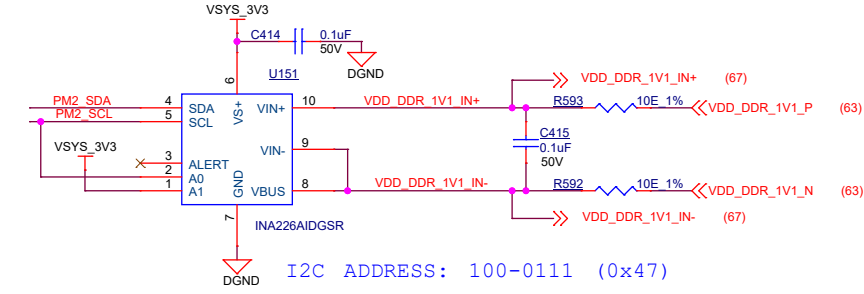 VSYS_3V3
C414
0.1uF
50V
DGND
U151
6
PM2_SDA 4 SDA VS+ VIN+ 10 VDD_DDR_1V1_IN+
VDD_DDR_1V1_IN+ (67)
R593 10E_1% VDD_DDR_1V1_P (63)
PM2_SCL 5 SCL
C415
0.1uF
50V
VSYS_3V3
VIN- 9
3 ALERT
2 A0
1 A1
GND
VBUS 8 VDD_DDR_1V1_IN-
R592 10E_1% VDD_DDR_1V1_N (63)
7
INA226AIDGSR
VDD_DDR_1V1_IN- (67)
DGND
I2C ADDRESS: 100-0111 (0x47)